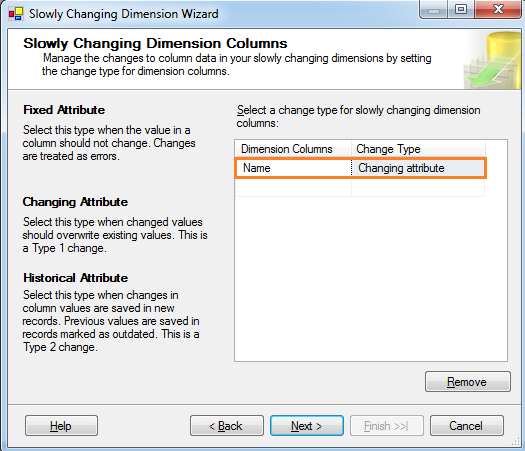 Slowly Changing Dimension Wizard
Slowly Changing Dimension Columns
Manage the changes to column data in your slowly changing dimensions by setting
the change type for dimension columns.
Fixed Attribute
Select this type when the value in a
column should not change. Changes
are treated as errors.
Changing Attribute
Select this type when changed values
should overwrite existing values. This is
a Type 1 change.
Historical Attribute
Select this type when changes in
column values are saved in new
records. Previous values are saved in
records marked as outdated. This is a
Type 2 change.
Select a change type for slowly changing dimension
columns:
Dimension Columns Change Type
Name Changing attribute
Remove
Help < Back Next > Finish >>| Cancel